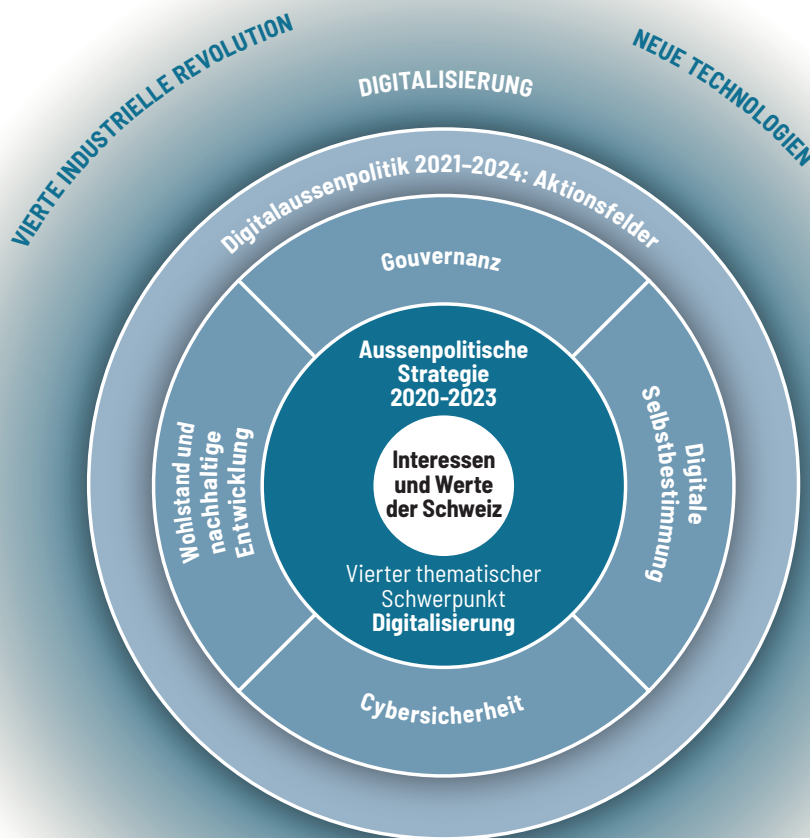 VIERTE INDUSTRIELLE REVOLUTION
DIGITALISIERUNG
NEUE TECHNOLOGIEN
Digitalaussenpolitik 2021–2024: Aktionsfelder
Gouvernanz
Wohlstand und
nachhaltige
Entwicklung
Aussenpolitische
Strategie
2020-2023
Interessen
und Werte
der Schweiz
Vierter thematischer
Schwerpunkt
Digitalisierung
Digitale
Selbstbestimmung
Cybersicherheit